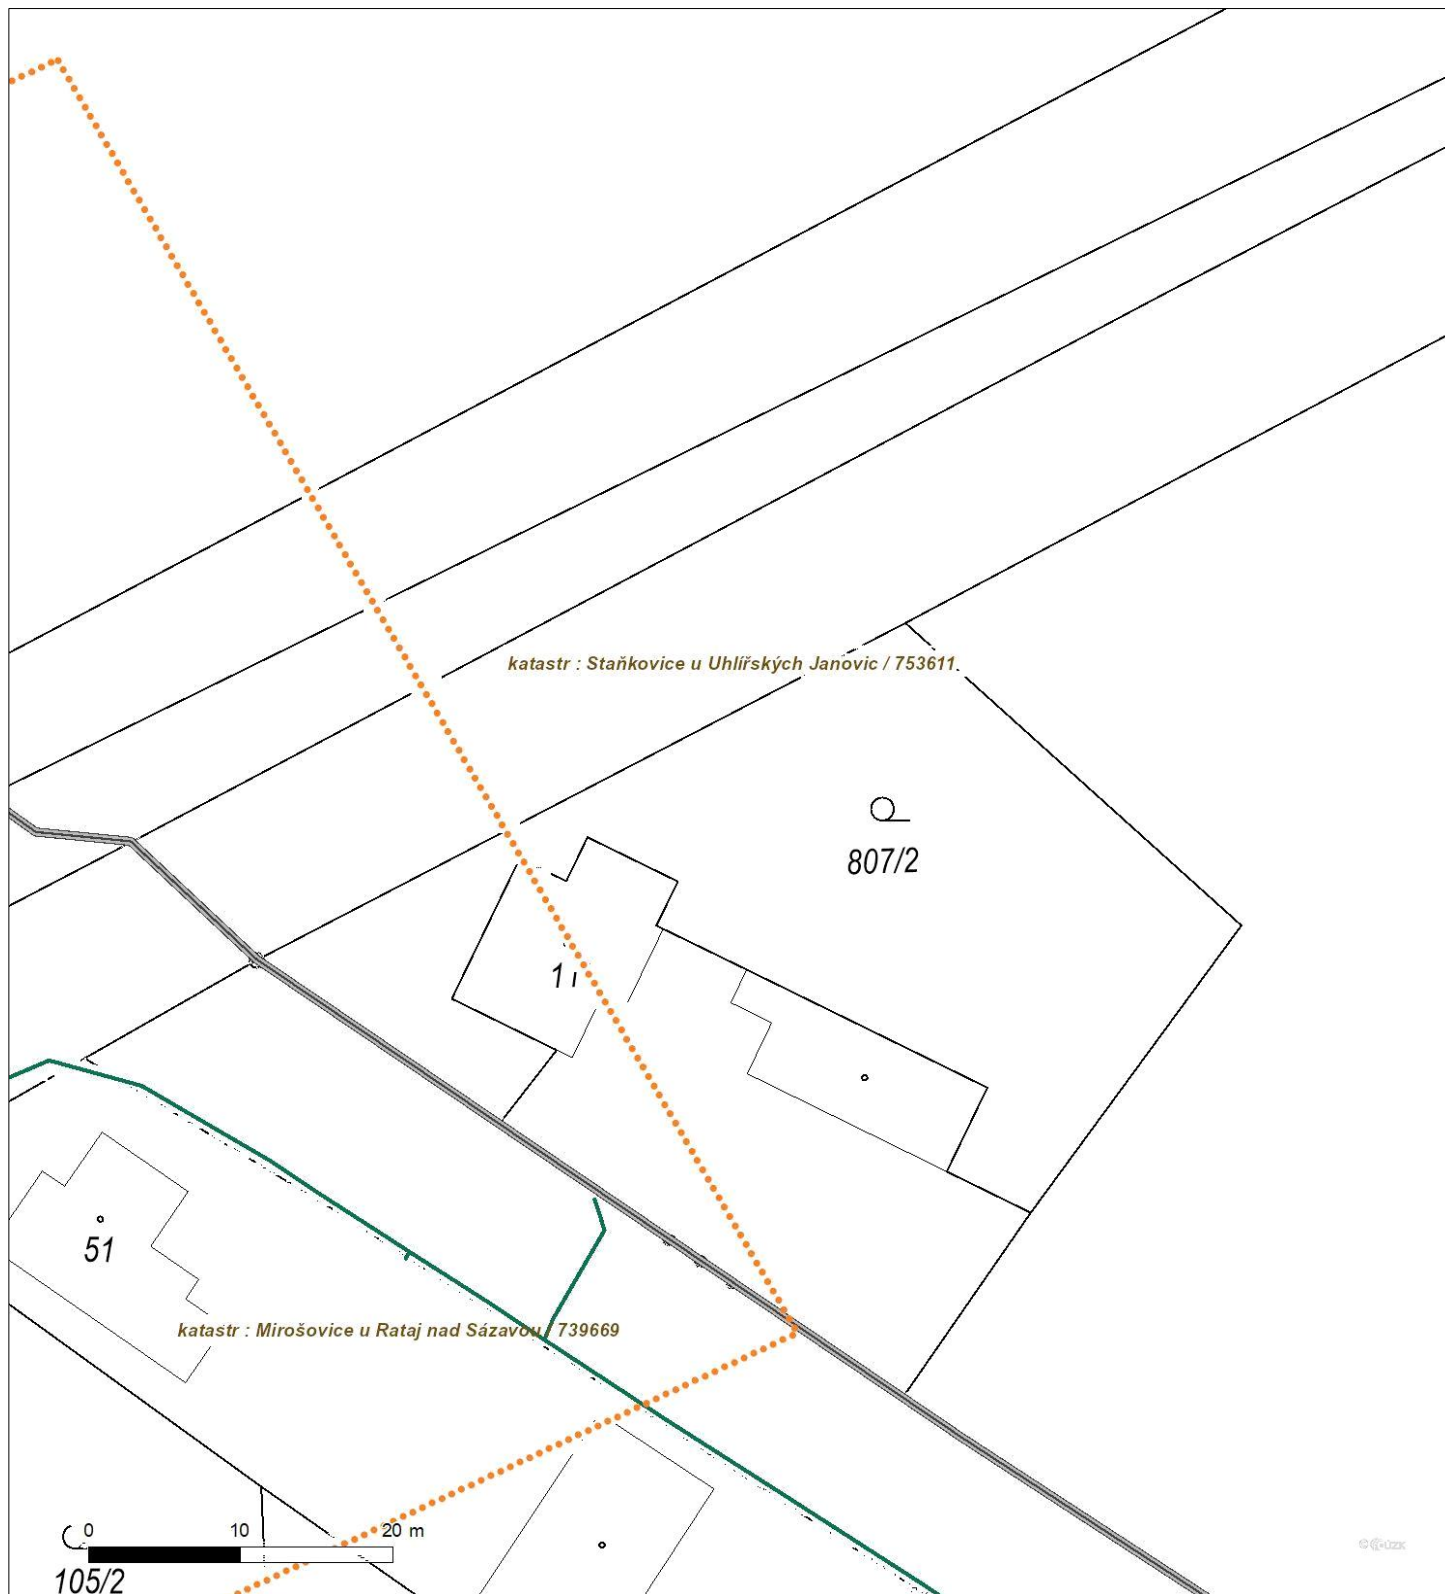 katastr : Staňkovice u Uhlířských Janovic / 753611
807/2
51
katastr : Mirošovice u Rataj nad Sázavou / 739669
0 10 20 m
105/2